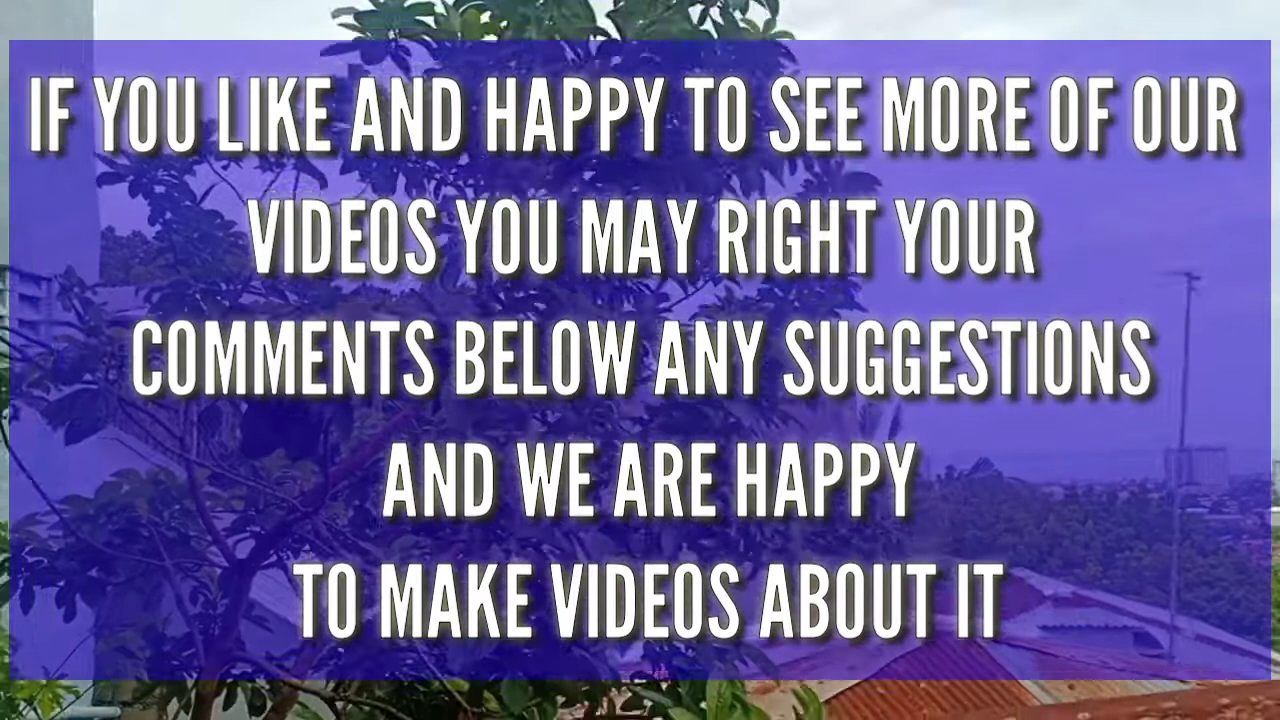 IF YOU LIKE AND HAPPY TO SEE MORE OF OUR
VIDEOS YOU MAY RIGHT YOUR
COMMENTS BELOW ANY SUGGESTIONS
AND WE ARE HAPPY
TO MAKE VIDEOS ABOUT IT